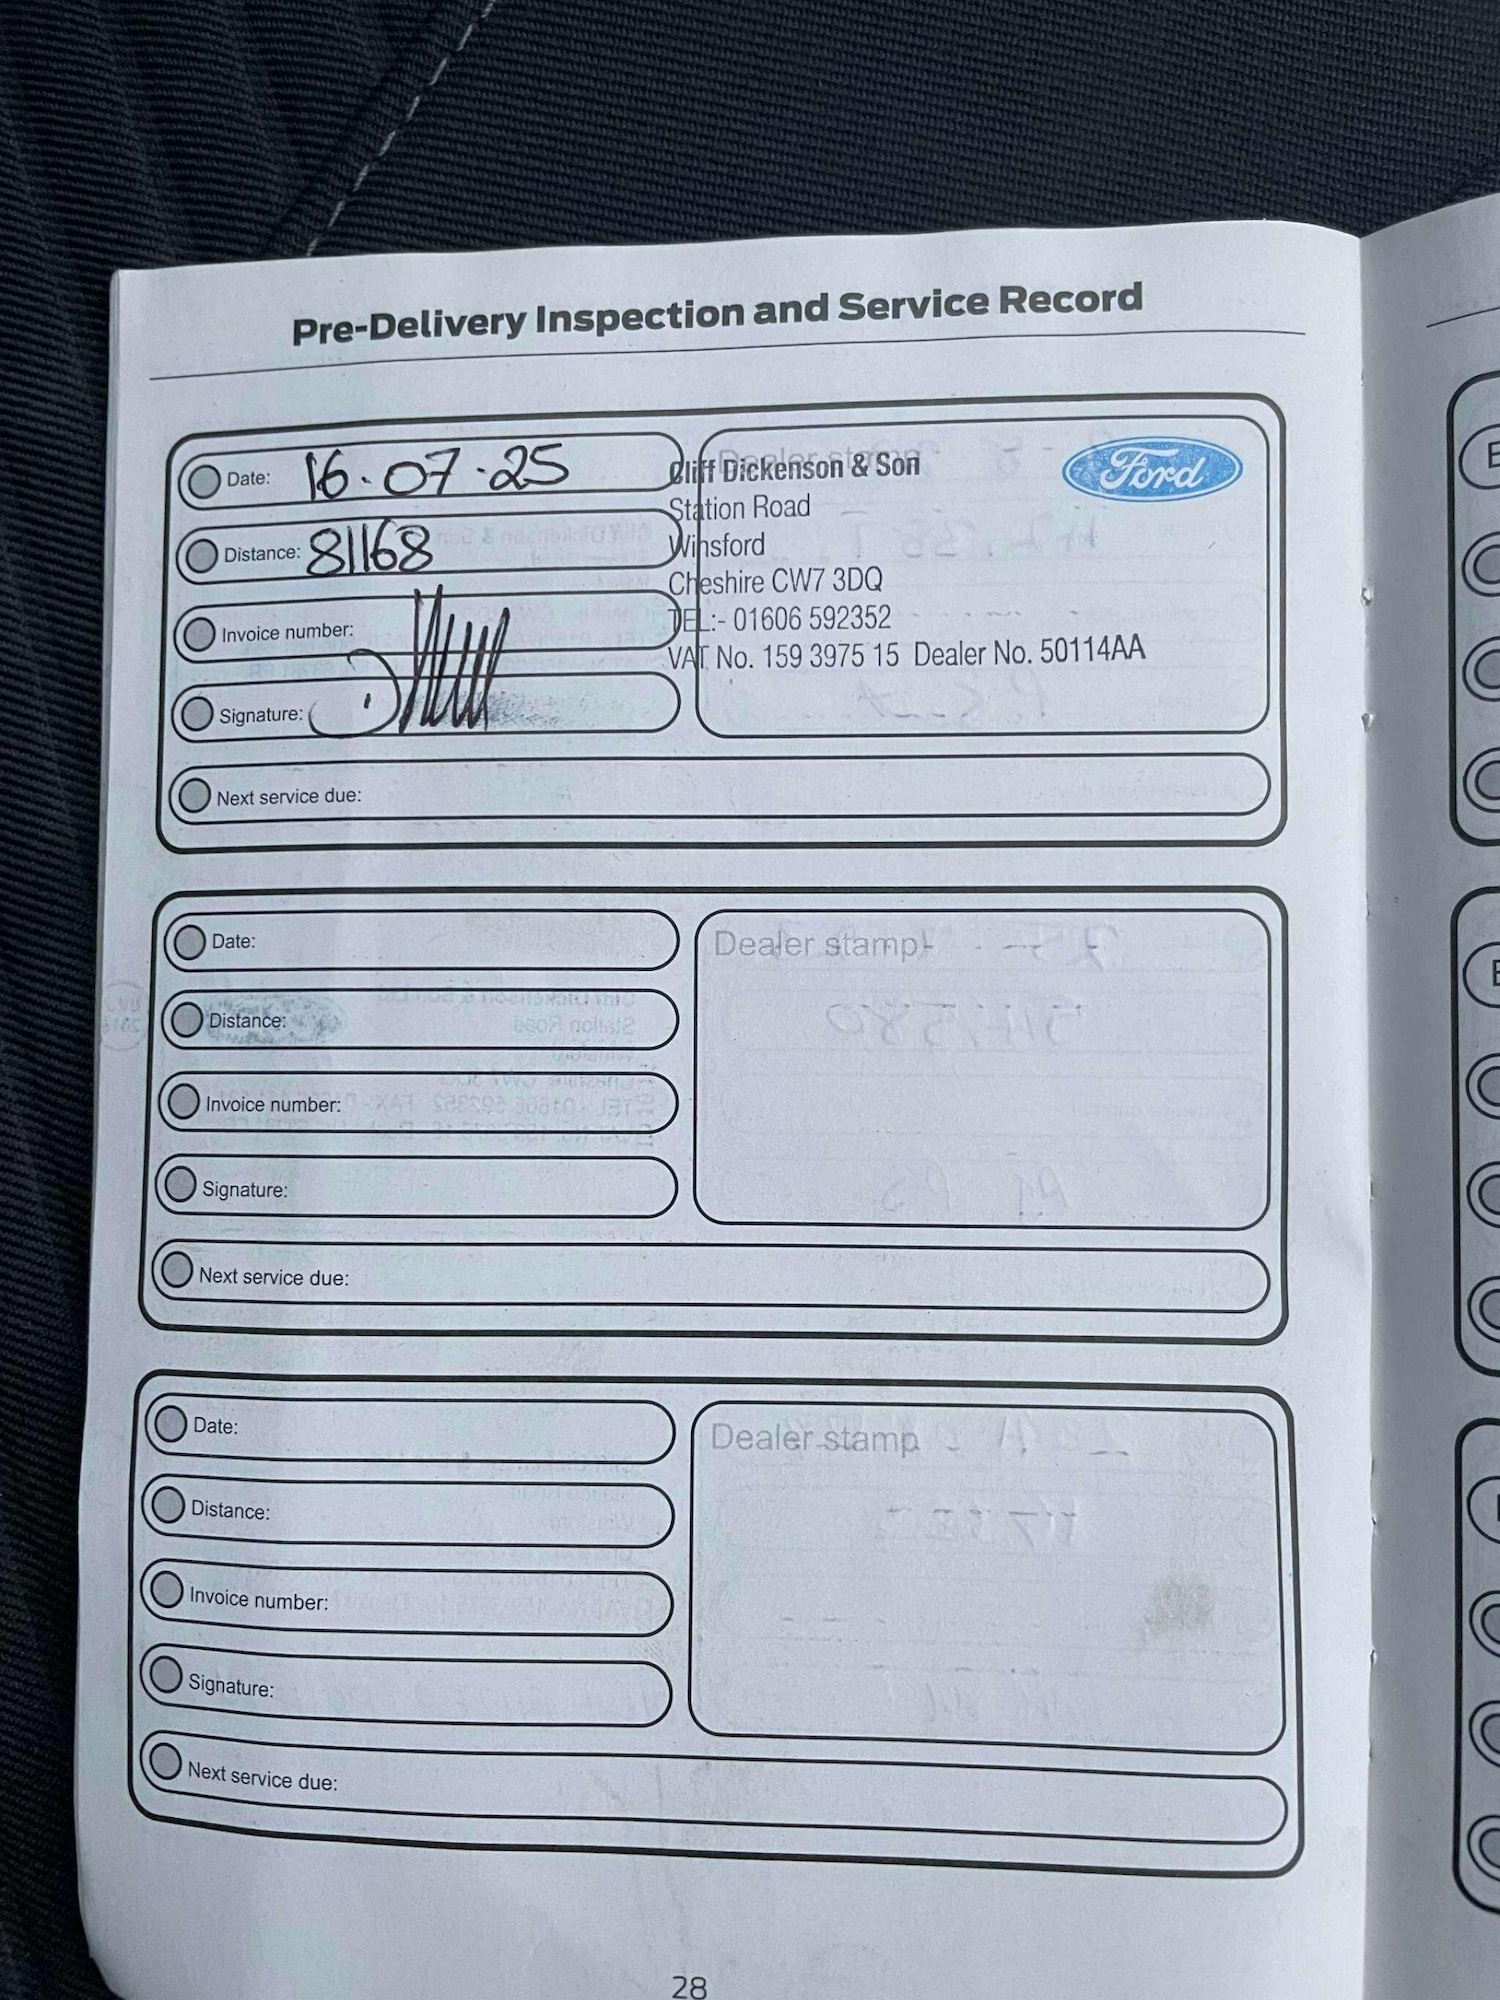 Pre-Delivery Inspection and Service Record
Date: 16.07.25
Distance: 81168
Invoice number:
Signature:
Next service due:
Dealer stamp
Cliff Dickenson & Son
Station Road
Winsford
Cheshire CW7 3DQ
TEL:- 01606 592352
VAT No. 159 3975 15 Dealer No. 50114AA
Ford
Date:
Distance:
Invoice number:
Signature:
Next service due:
Dealer stamp
Date:
Distance:
Invoice number:
Signature:
Next service due:
Dealer stamp
28